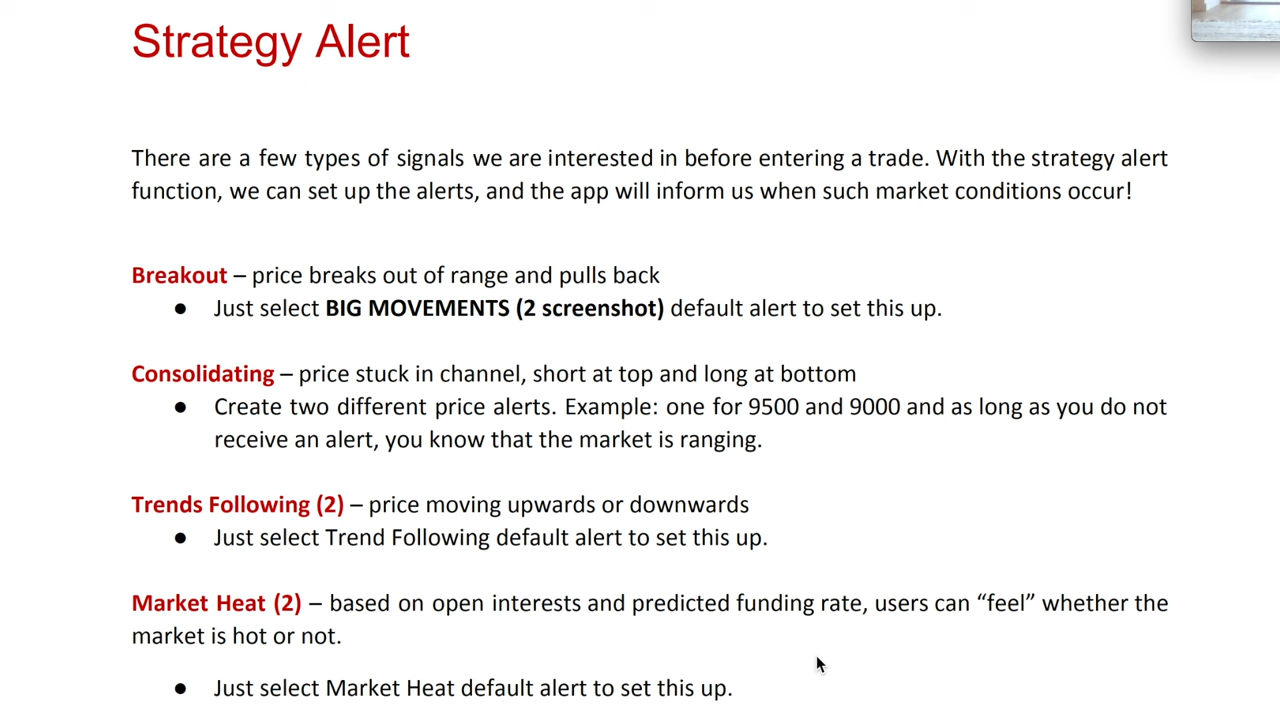 Strategy Alert
There are a few types of signals we are interested in before entering a trade. With the strategy alert
function, we can set up the alerts, and the app will inform us when such market conditions occur!
Breakout – price breaks out of range and pulls back
● Just select BIG MOVEMENTS (2 screenshot) default alert to set this up.
Consolidating – price stuck in channel, short at top and long at bottom
● Create two different price alerts. Example: one for 9500 and 9000 and as long as you do not
receive an alert, you know that the market is ranging.
Trends Following (2) – price moving upwards or downwards
● Just select Trend Following default alert to set this up.
Market Heat (2) – based on open interests and predicted funding rate, users can “feel” whether the
market is hot or not.
● Just select Market Heat default alert to set this up.